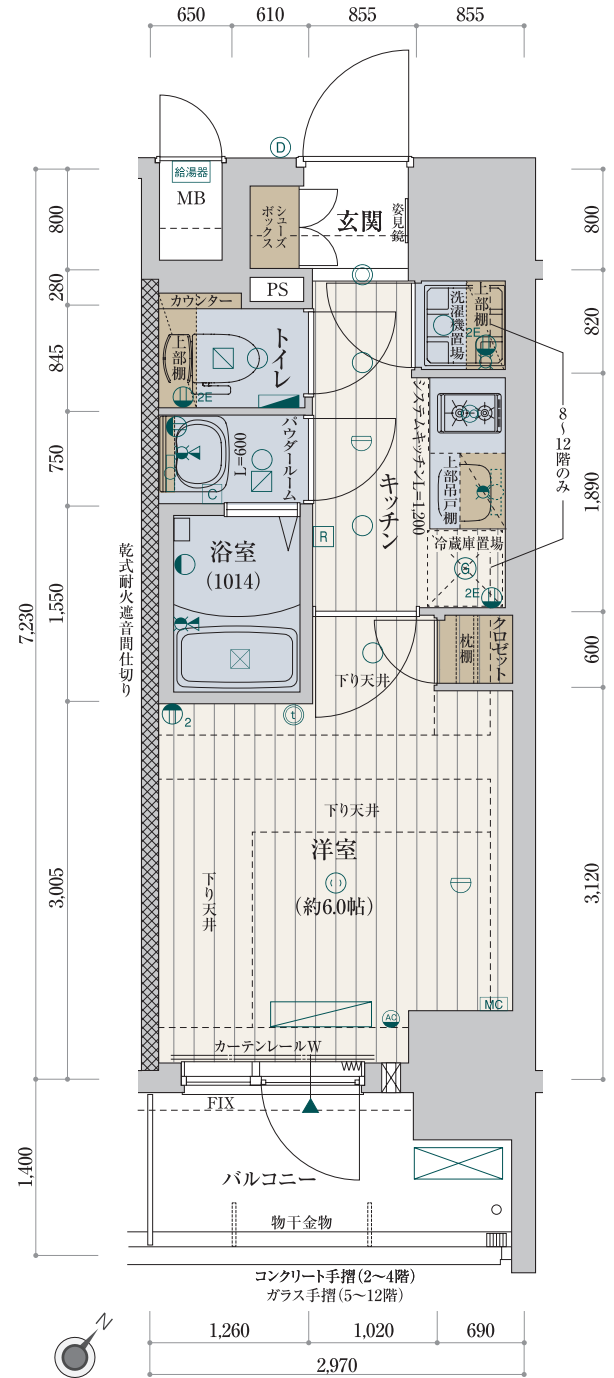 650
610
855
855
D
給湯器
MB
シューズ
ボックス
玄関
姿見鏡
800
800
280
PS
カウンター
上部棚
トイレ
2E
845
上部棚
洗濯機置場
2E
820
8〜12階のみ
パウダールーム
L=600
C
750
キッチン
システムキッチンL=1,200
上部吊戸棚
1,890
R
浴室
(1014)
冷蔵庫置場
G
2E
乾式耐火遮音間仕切り
7,230
1,550
クロゼット
枕棚
600
下り天井
2
t
下り天井
洋室
(約6.0帖)
下り天井
3,005
3,120
MC
AC
カーテンレールW
FIX
1,400
バルコニー
物干金物
コンクリート手摺(2〜4階)
ガラス手摺(5〜12階)
N
1,260
1,020
690
2,970